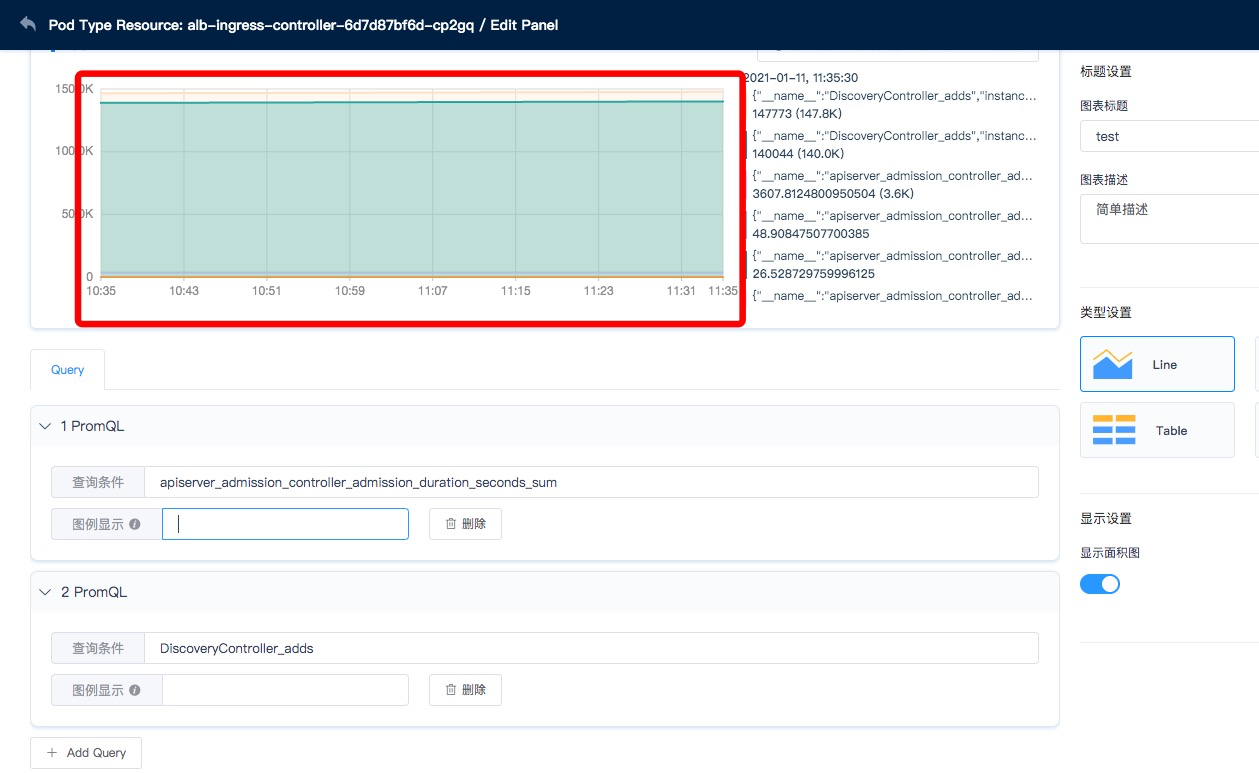 Pod Type Resource: alb-ingress-controller-6d7d87bf6d-cp2gq / Edit Panel
150.0K
100.0K
50.0K
0
10:35 10:43 10:51 10:59 11:07 11:15 11:23 11:31 11:35
2021-01-11, 11:35:30
{"__name__":"DiscoveryController_adds","instanc...
147773 (147.8K)
{"__name__":"DiscoveryController_adds","instanc...
140044 (140.0K)
{"__name__":"apiserver_admission_controller_ad...
3607.8124800950504 (3.6K)
{"__name__":"apiserver_admission_controller_ad...
48.90847507700385
{"__name__":"apiserver_admission_controller_ad...
26.528729759996125
{"__name__":"apiserver_admission_controller_ad...
Query
1 PromQL
查询条件 apiserver_admission_controller_admission_duration_seconds_sum
图例显示 删除
2 PromQL
查询条件 DiscoveryController_adds
图例显示 删除
Add Query
标题设置
图表标题
test
图表描述
简单描述
类型设置
Line
Table
显示设置
显示面积图